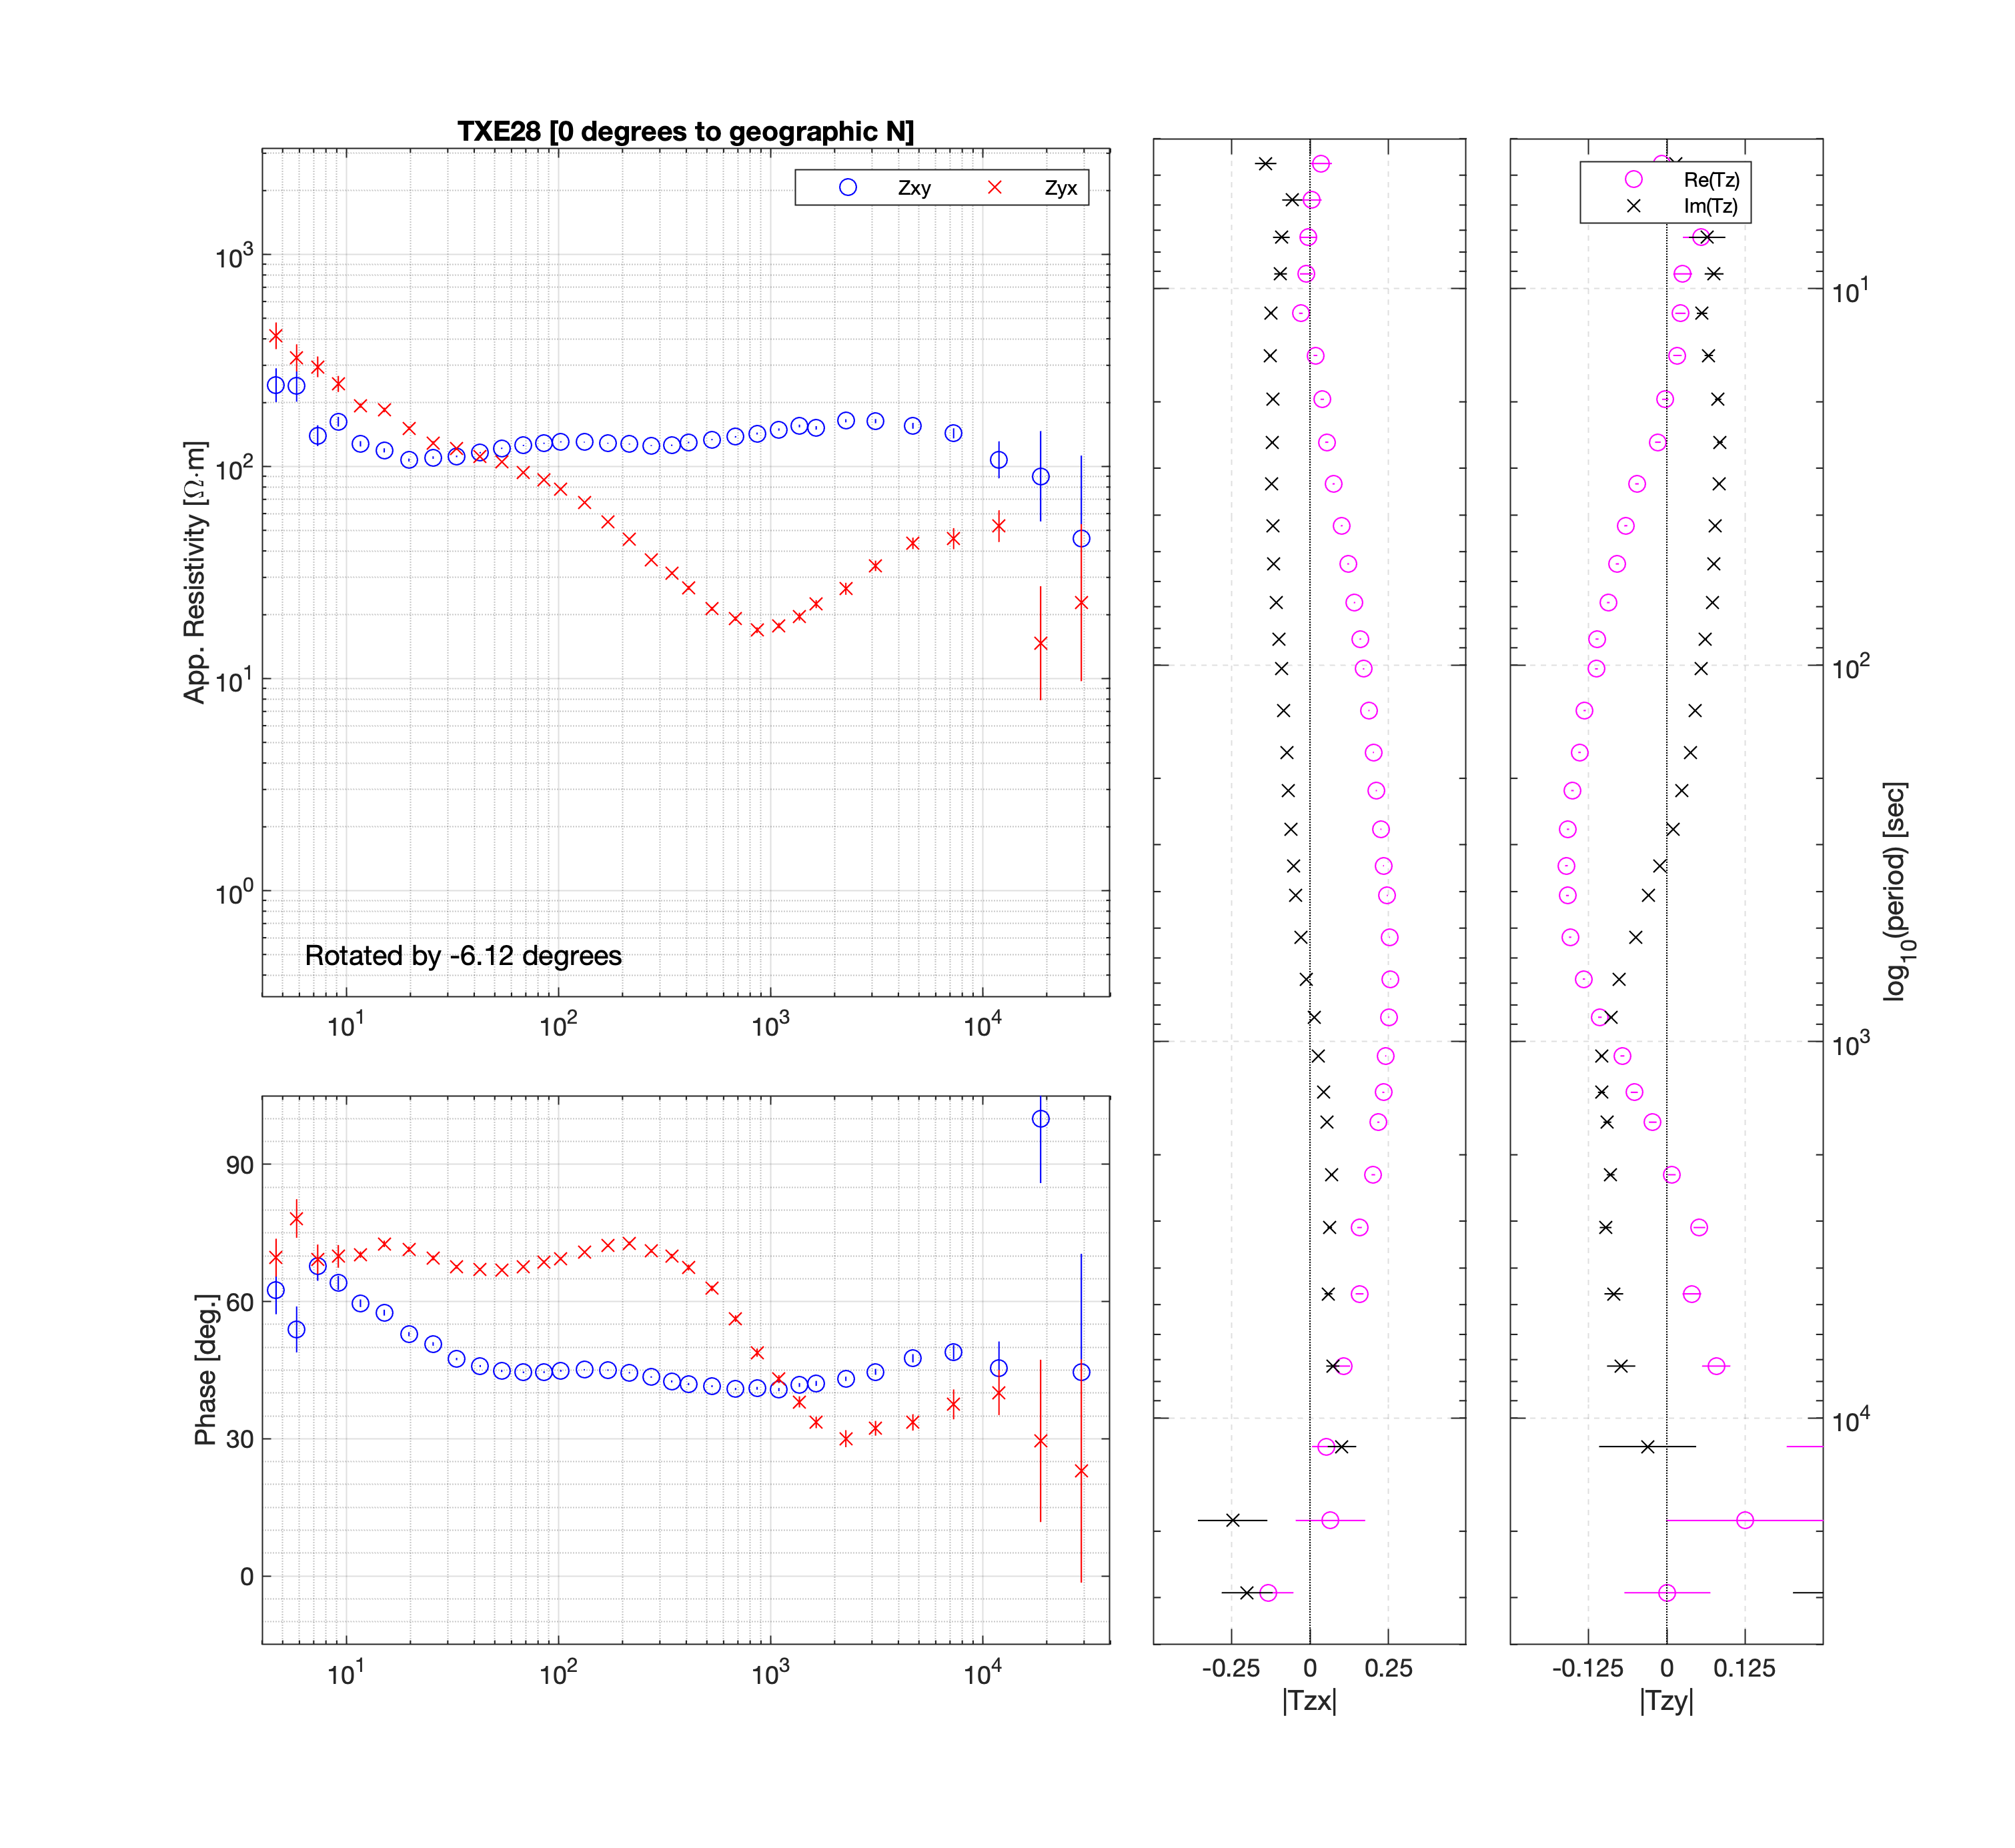 TXE28 [0 degrees to geographic N]
Zxy Zyx
App. Resistivity [Ω·m]
10³
10²
10¹
10⁰
Rotated by -6.12 degrees
10¹ 10² 10³ 10⁴
Phase [deg.]
90
60
30
0
10¹ 10² 10³ 10⁴
-0.25 0 0.25
|Tzx|
Re(Tz)
Im(Tz)
-0.125 0 0.125
|Tzy|
10¹
10²
10³
10⁴
log₁₀(period) [sec]